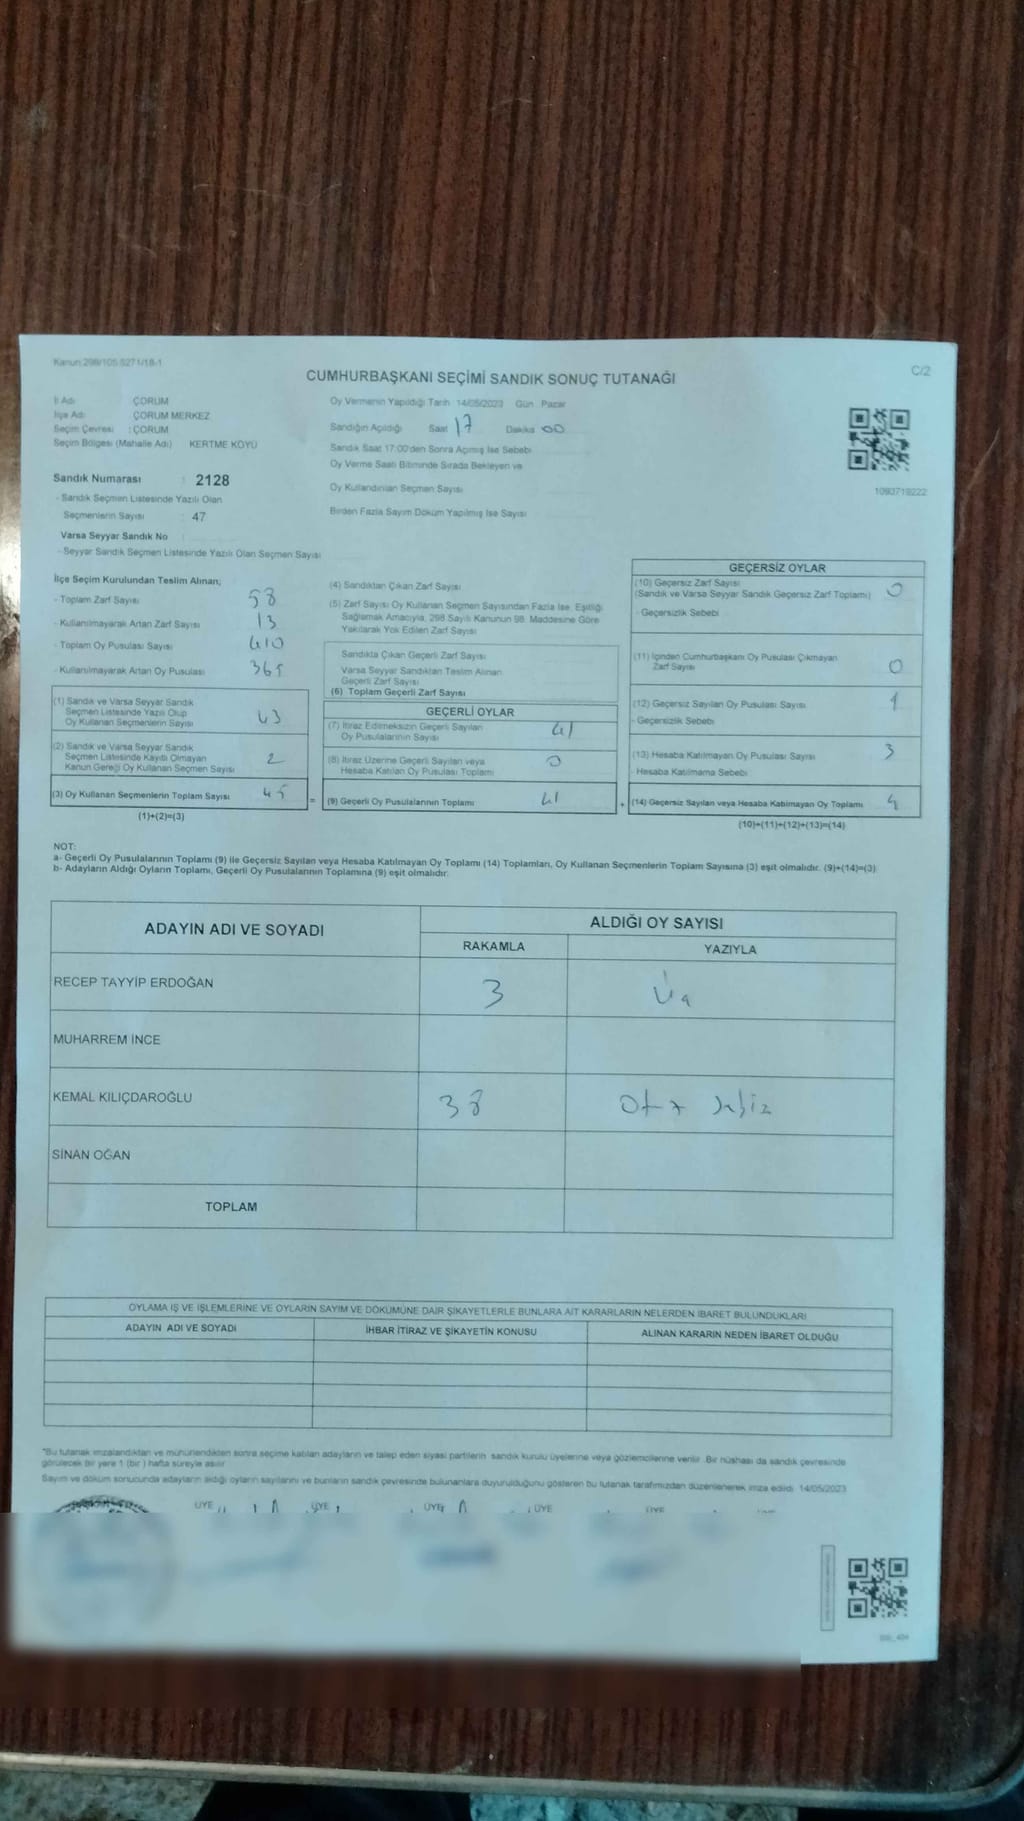 Kanun:298/105,5271/18-1
C/2
CUMHURBAŞKANI SEÇİMİ SANDIK SONUÇ TUTANAĞI
İl Adı ÇORUM
İlçe Adı ÇORUM MERKEZ
Seçim Çevresi : ÇORUM
Seçim Bölgesi (Mahalle Adı) KERTME KÖYÜ
Sandık Numarası : 2128
- Sandık Seçmen Listesinde Yazılı Olan
Seçmenlerin Sayısı : 47
Varsa Seyyar Sandık No :
- Seyyar Sandık Seçmen Listesinde Yazılı Olan Seçmen Sayısı
Oy Vermenin Yapıldığı Tarih 14/05/2023 Gün Pazar
Sandığın Açıldığı Saat 17 Dakika 00
Sandık Saat 17:00'den Sonra Açılmış İse Sebebi
Oy Verme Saati Bitiminde Sırada Bekleyen ve
Oy Kullandırılan Seçmen Sayısı
Birden Fazla Sayım Döküm Yapılmış İse Sayısı
1093719222
İlçe Seçim Kurulundan Teslim Alınan;
- Toplam Zarf Sayısı 58
- Kullanılmayarak Artan Zarf Sayısı 13
- Toplam Oy Pusulası Sayısı 410
- Kullanılmayarak Artan Oy Pusulası 365
(1) Sandık ve Varsa Seyyar Sandık
Seçmen Listesinde Yazılı Olup
Oy Kullanan Seçmenlerin Sayısı 43
(2) Sandık ve Varsa Seyyar Sandık
Seçmen Listesinde Kayıtlı Olmayan
Kanun Gereği Oy Kullanan Seçmen Sayısı 2
(3) Oy Kullanan Seçmenlerin Toplam Sayısı 45 =
(1)+(2)=(3)
(4) Sandıktan Çıkan Zarf Sayısı
(5) Zarf Sayısı Oy Kullanan Seçmen Sayısından Fazla İse, Eşitliği
Sağlamak Amacıyla, 298 Sayılı Kanunun 98. Maddesine Göre
Yakılarak Yok Edilen Zarf Sayısı
Sandıkta Çıkan Geçerli Zarf Sayısı
Varsa Seyyar Sandıktan Teslim Alınan
Geçerli Zarf Sayısı
(6) Toplam Geçerli Zarf Sayısı
GEÇERLİ OYLAR
(7) İtiraz Edilmeksizin Geçerli Sayılan
Oy Pusulalarının Sayısı 41
(8) İtiraz Üzerine Geçerli Sayılan veya
Hesaba Katılan Oy Pusulası Toplamı 0
(9) Geçerli Oy Pusulalarının Toplamı 41 +
GEÇERSİZ OYLAR
(10) Geçersiz Zarf Sayısı
(Sandık ve Varsa Seyyar Sandık Geçersiz Zarf Toplamı) 0
- Geçersizlik Sebebi
(11) İçinden Cumhurbaşkanı Oy Pusulası Çıkmayan
Zarf Sayısı 0
(12) Geçersiz Sayılan Oy Pusulası Sayısı 1
- Geçersizlik Sebebi
(13) Hesaba Katılmayan Oy Pusulası Sayısı 3
Hesaba Katılmama Sebebi
(14) Geçersiz Sayılan veya Hesaba Katılmayan Oy Toplamı 4
(10)+(11)+(12)+(13)=(14)
NOT:
a- Geçerli Oy Pusulalarının Toplamı (9) ile Geçersiz Sayılan veya Hesaba Katılmayan Oy Toplamı (14) Toplamları, Oy Kullanan Seçmenlerin Toplam Sayısına (3) eşit olmalıdır. (9)+(14)=(3)
b- Adayların Aldığı Oyların Toplamı, Geçerli Oy Pusulalarının Toplamına (9) eşit olmalıdır.
ADAYIN ADI VE SOYADI ALDIĞI OY SAYISI
RAKAMLA YAZIYLA
RECEP TAYYİP ERDOĞAN 3 Üç
MUHARREM İNCE
KEMAL KILIÇDAROĞLU 38 Otuz sekiz
SİNAN OĞAN
TOPLAM
OYLAMA İŞ VE İŞLEMLERİNE VE OYLARIN SAYIM VE DÖKÜMÜNE DAİR ŞİKAYETLERLE BUNLARA AİT KARARLARIN NELERDEN İBARET BULUNDUKLARI
ADAYIN ADI VE SOYADI İHBAR İTİRAZ VE ŞİKAYETİN KONUSU ALINAN KARARIN NEDEN İBARET OLDUĞU
*Bu tutanak imzalandıktan ve mühürlendikten sonra seçime katılan adayların ve talep eden siyasi partilerin sandık kurulu üyelerine veya gözlemcilerine verilir. Bir nüshası da sandık çevresinde
görülecek bir yere 1 (bir) hafta süreyle asılır.
Sayım ve döküm sonucunda adayların aldığı oyların sayılarını ve bunların sandık çevresinde bulunanlara duyurulduğunu gösteren bu tutanak tarafımızdan düzenlenerek imza edildi. 14/05/2023
ÜYE ÜYE ÜYE ÜYE ÜYE